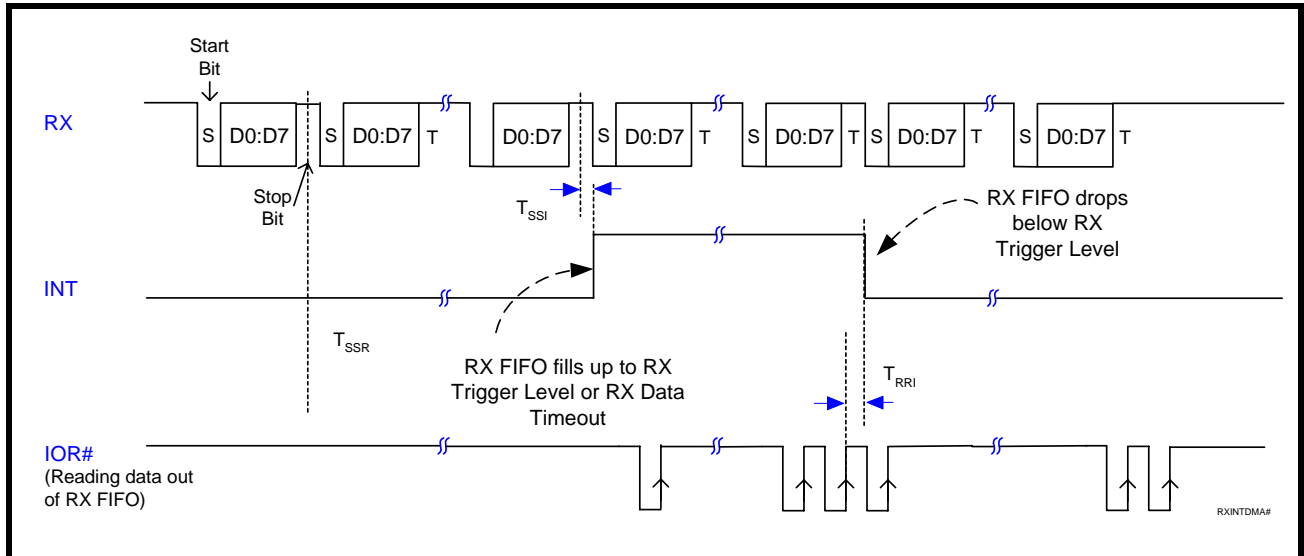 Start
Bit
RX
S D0:D7 S D0:D7 T D0:D7 S D0:D7 T S D0:D7 T S D0:D7 T S D0:D7 T
Stop
Bit
TSSI
RX FIFO drops
below RX
Trigger Level
INT
TSSR
RX FIFO fills up to RX
Trigger Level or RX Data
Timeout
TRRI
IOR#
(Reading data out
of RX FIFO)
RXINTDMA#